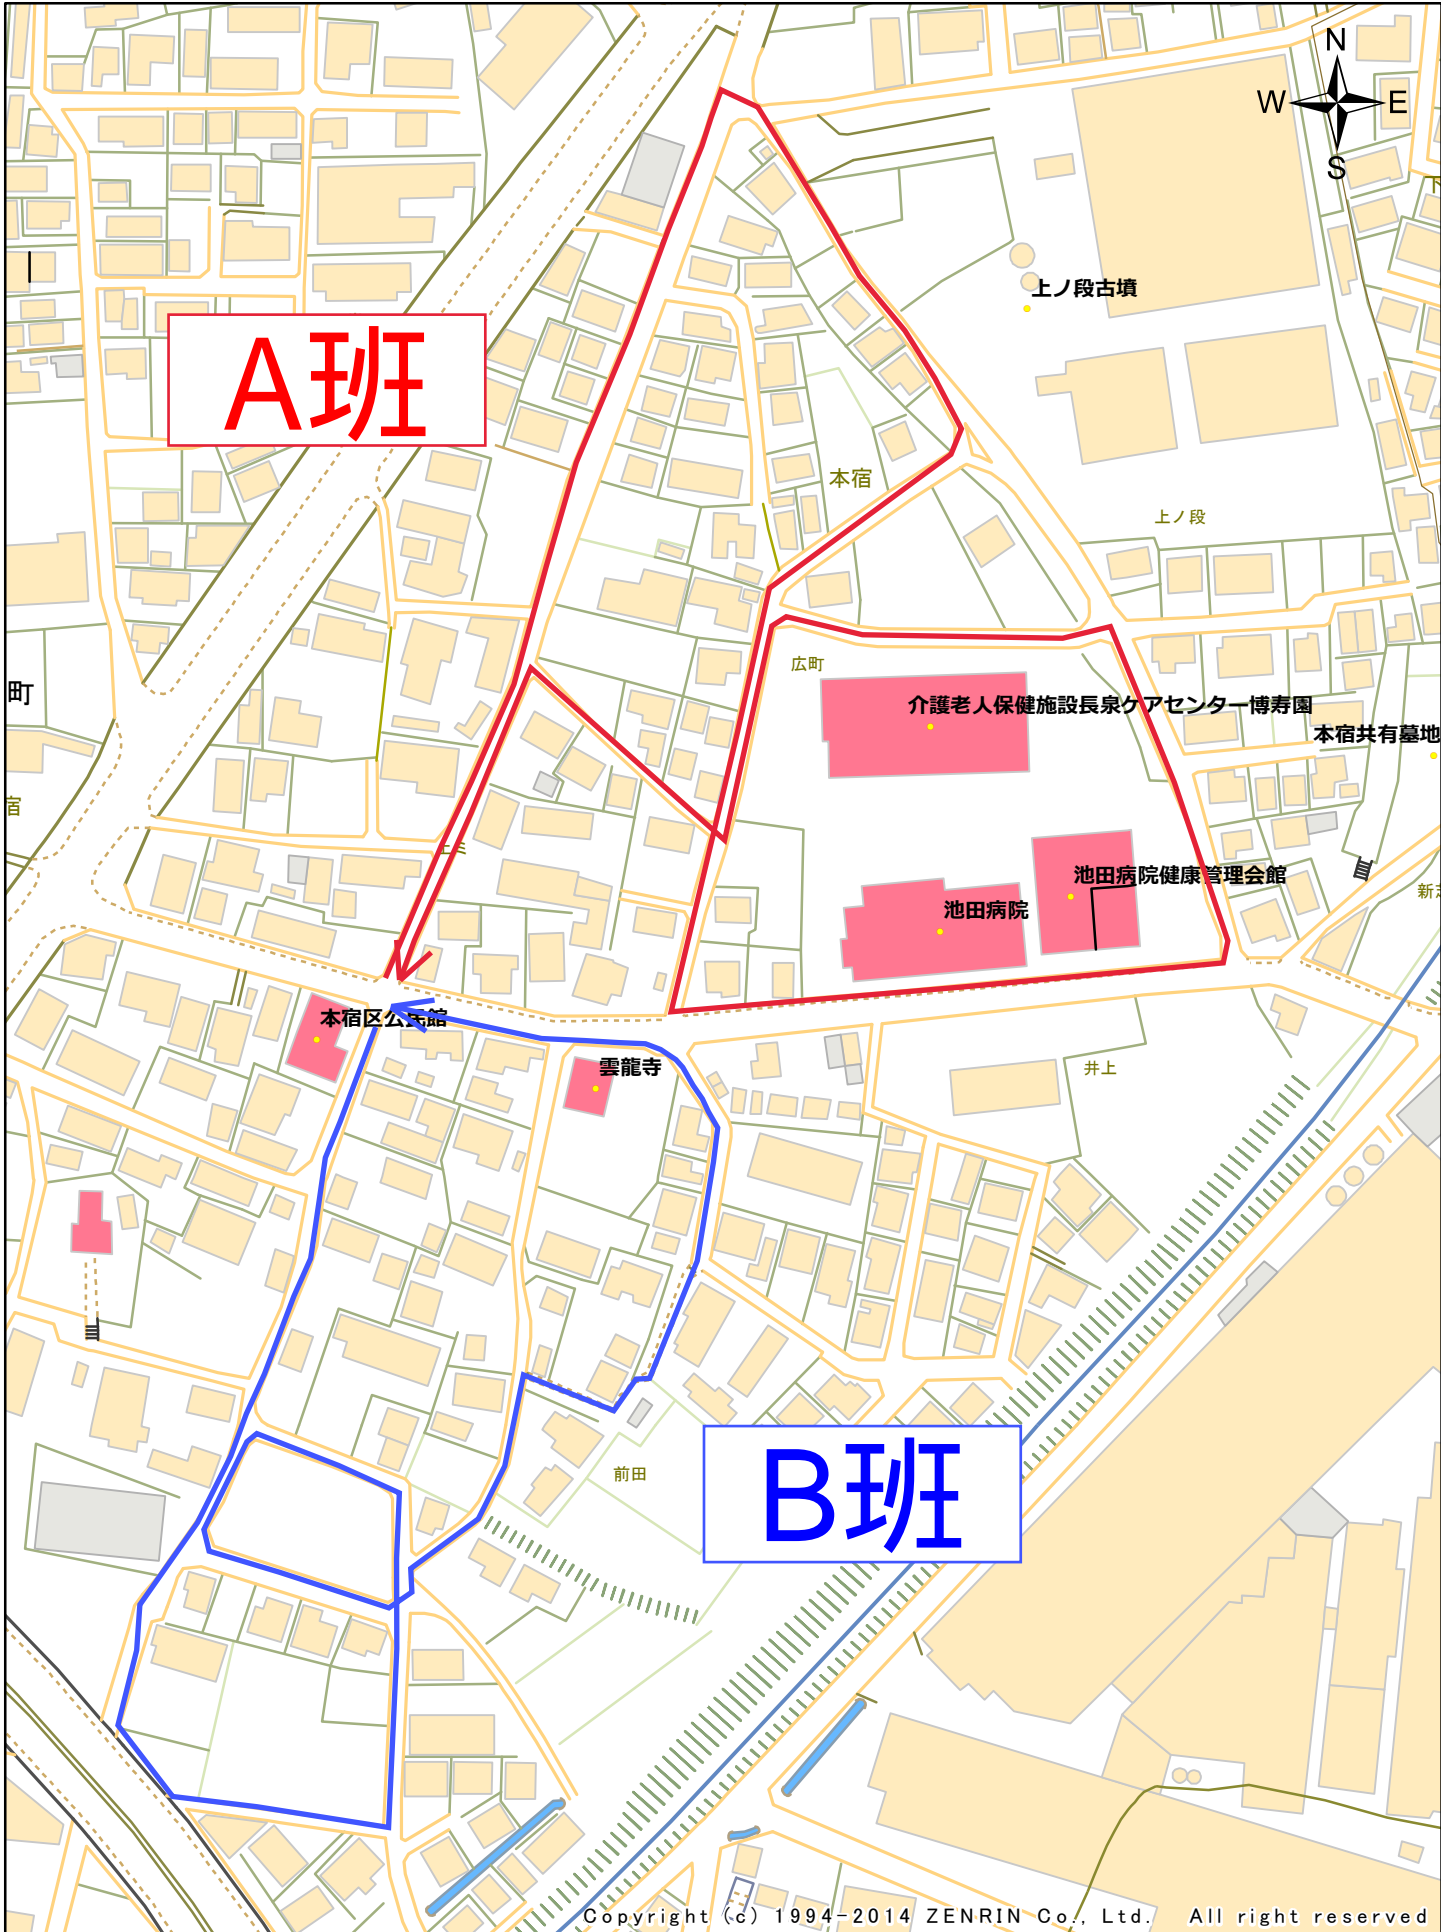 N
W
E
S
上ノ段古墳
A班
本宿
上ノ段
広町
町
介護老人保健施設長泉ケアセンター博寿園
本宿共有墓地
宿
上ミ
池田病院健康管理会館
池田病院
本宿区公民館
雲龍寺
井上
前田
B班
Copyright (c) 1994-2014 ZENRIN Co., Ltd. All right reserved